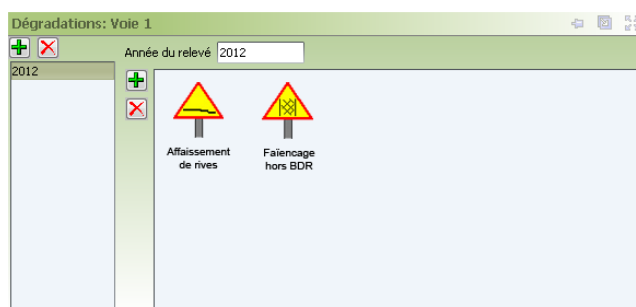 Dégradations: Voie 1
Année du relevé 2012
2012
Affaissement
de rives
Faïencage
hors BDR